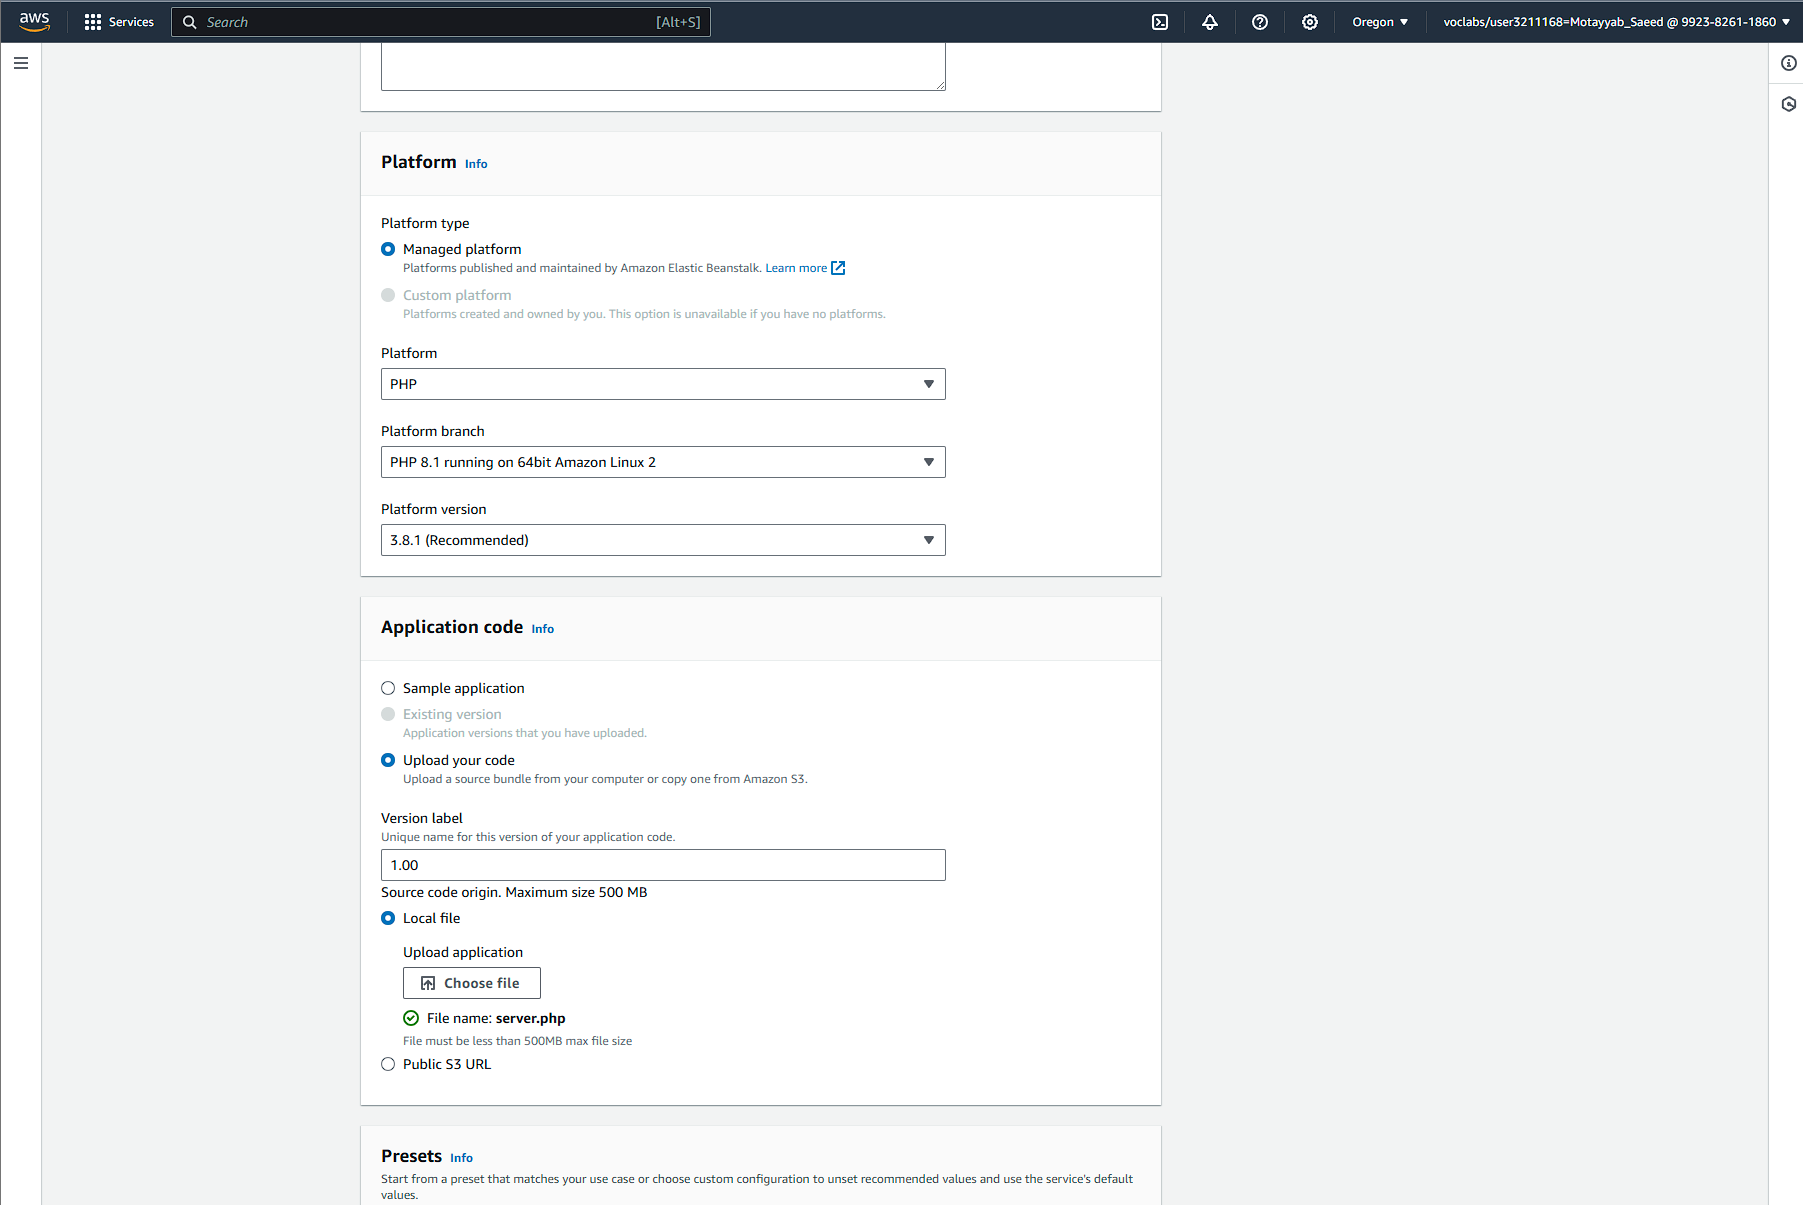 aws
Services
Search
[Alt+S]
Oregon
voclabs/user3211168=Motayyab_Saeed @ 9923-8261-1860
Platform Info
Platform type
Managed platform
Platforms published and maintained by Amazon Elastic Beanstalk. Learn more
Custom platform
Platforms created and owned by you. This option is unavailable if you have no platforms.
Platform
PHP
Platform branch
PHP 8.1 running on 64bit Amazon Linux 2
Platform version
3.8.1 (Recommended)
Application code Info
Sample application
Existing version
Application versions that you have uploaded.
Upload your code
Upload a source bundle from your computer or copy one from Amazon S3.
Version label
Unique name for this version of your application code.
1.00
Source code origin. Maximum size 500 MB
Local file
Upload application
Choose file
File name: server.php
File must be less than 500MB max file size
Public S3 URL
Presets Info
Start from a preset that matches your use case or choose custom configuration to unset recommended values and use the service's default
values.